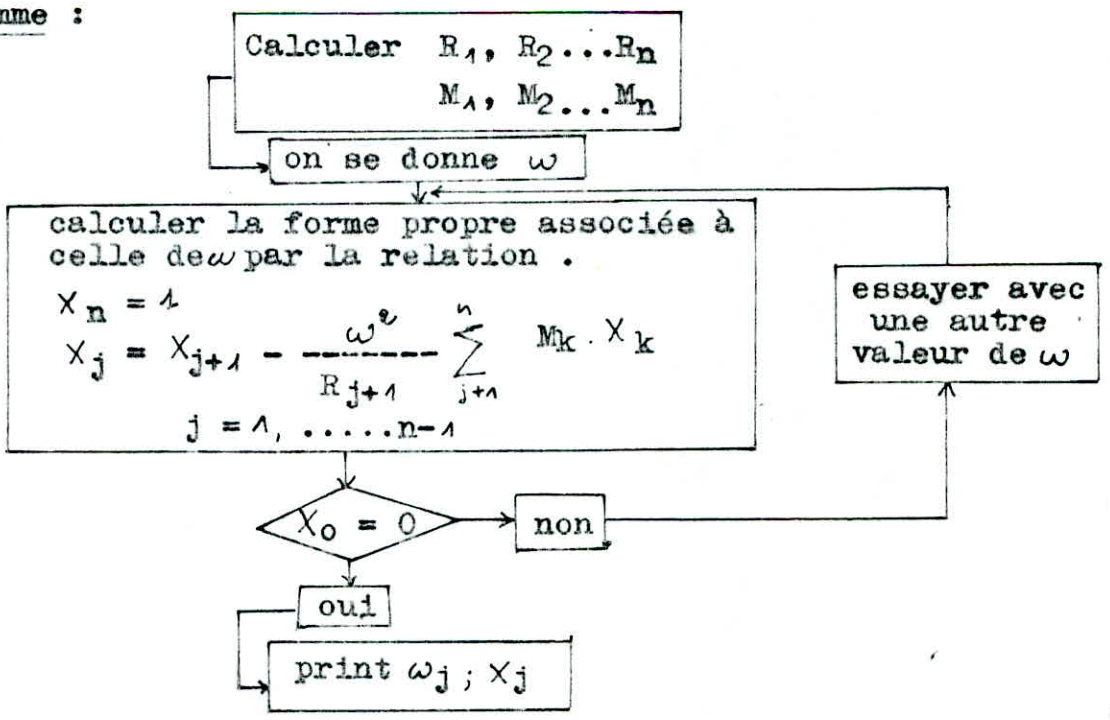 mme :
Calculer R₁, R₂...Rn
M₁, M₂...Mn
on se donne ω
calculer la forme propre associée à
celle de ω par la relation .
Xn = 1
Xj = Xj+1 - ω² / Rj+1 ∑ⁿj+1 Mk . Xk
j = 1, .....n-1
essayer avec
une autre
valeur de ω
X₀ = 0
non
oui
print ωj ; Xj